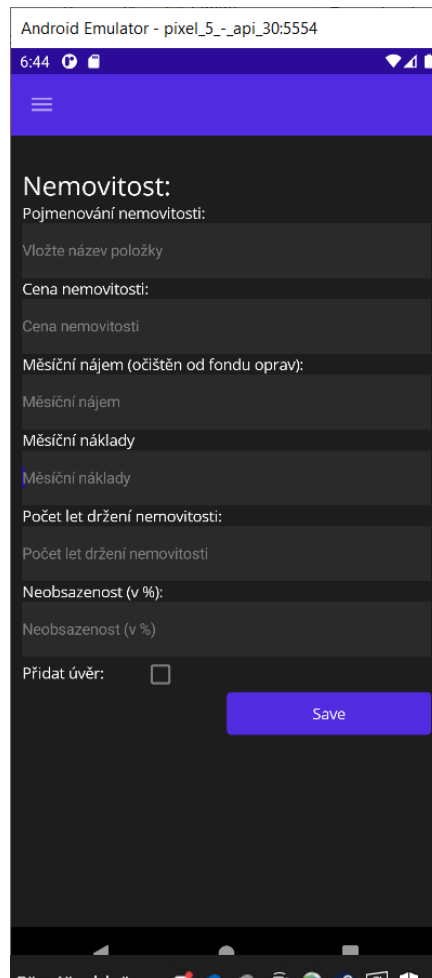 Android Emulator - pixel_5_-_api_30:5554
6:44
Nemovitost:
Pojmenování nemovitosti:
Vložte název položky
Cena nemovitosti:
Cena nemovitosti
Měsíční nájem (očištěn od fondu oprav):
Měsíční nájem
Měsíční náklady
Měsíční náklady
Počet let držení nemovitosti:
Počet let držení nemovitosti
Neobsazenost (v %):
Neobsazenost (v %)
Přidat úvěr:
Save